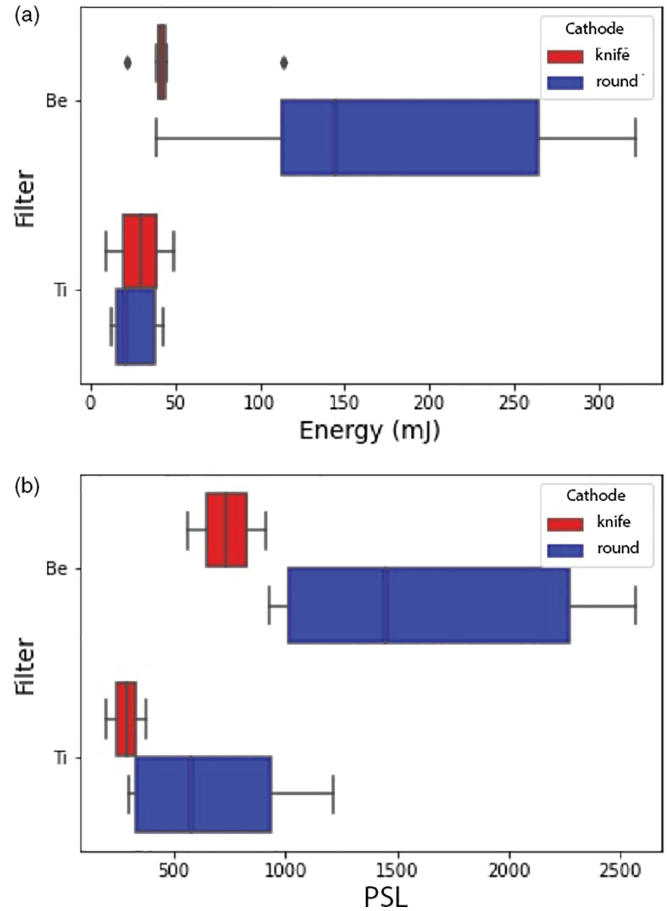 (a)
Cathode
knife
round
Be
Ti
Filter
0 50 100 150 200 250 300
Energy (mJ)
(b)
Cathode
knife
round
Be
Ti
Filter
500 1000 1500 2000 2500
PSL